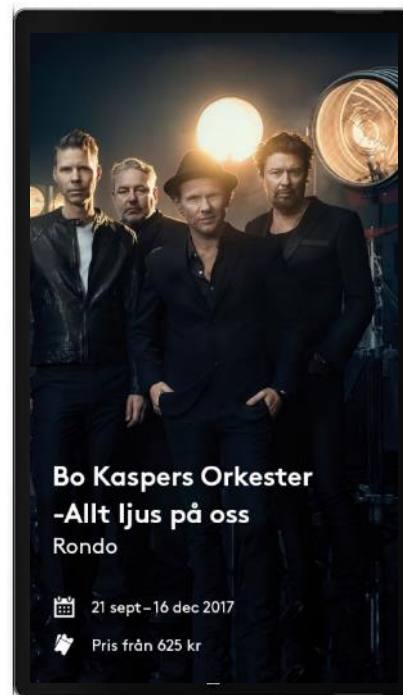 Bo Kaspers Orkester
-Allt ljus på oss
Rondo
21 sept–16 dec 2017
Pris från 625 kr